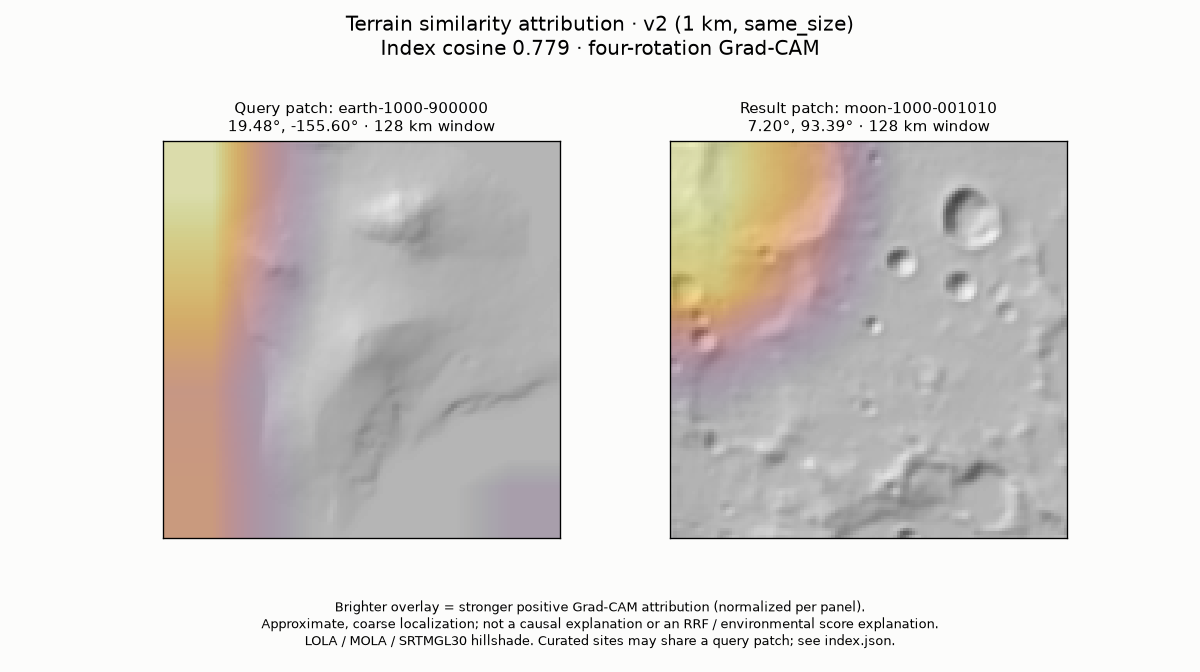 Terrain similarity attribution · v2 (1 km, same_size)
Index cosine 0.779 · four-rotation Grad-CAM
Query patch: earth-1000-900000
19.48°, -155.60° · 128 km window
Result patch: moon-1000-001010
7.20°, 93.39° · 128 km window
Brighter overlay = stronger positive Grad-CAM attribution (normalized per panel).
Approximate, coarse localization; not a causal explanation or an RRF / environmental score explanation.
LOLA / MOLA / SRTMGL30 hillshade. Curated sites may share a query patch; see index.json.